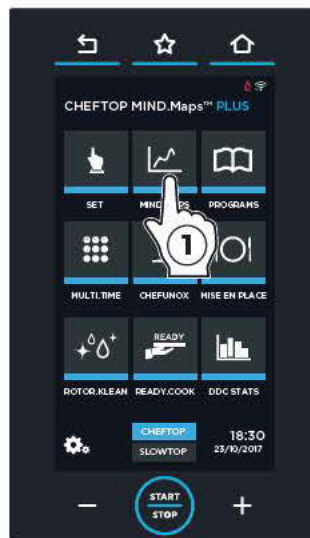 CHEFTOP MIND.Maps™ PLUS
SET
PROGRAMS
1
MULTI.TIME CHEFUNOX MISE EN PLACE
READY
ROTOR.KLEAN READY.COOK DDC STATS
CHEFTOP
18:30
SLOWTOP
23/10/2017
START
STOP